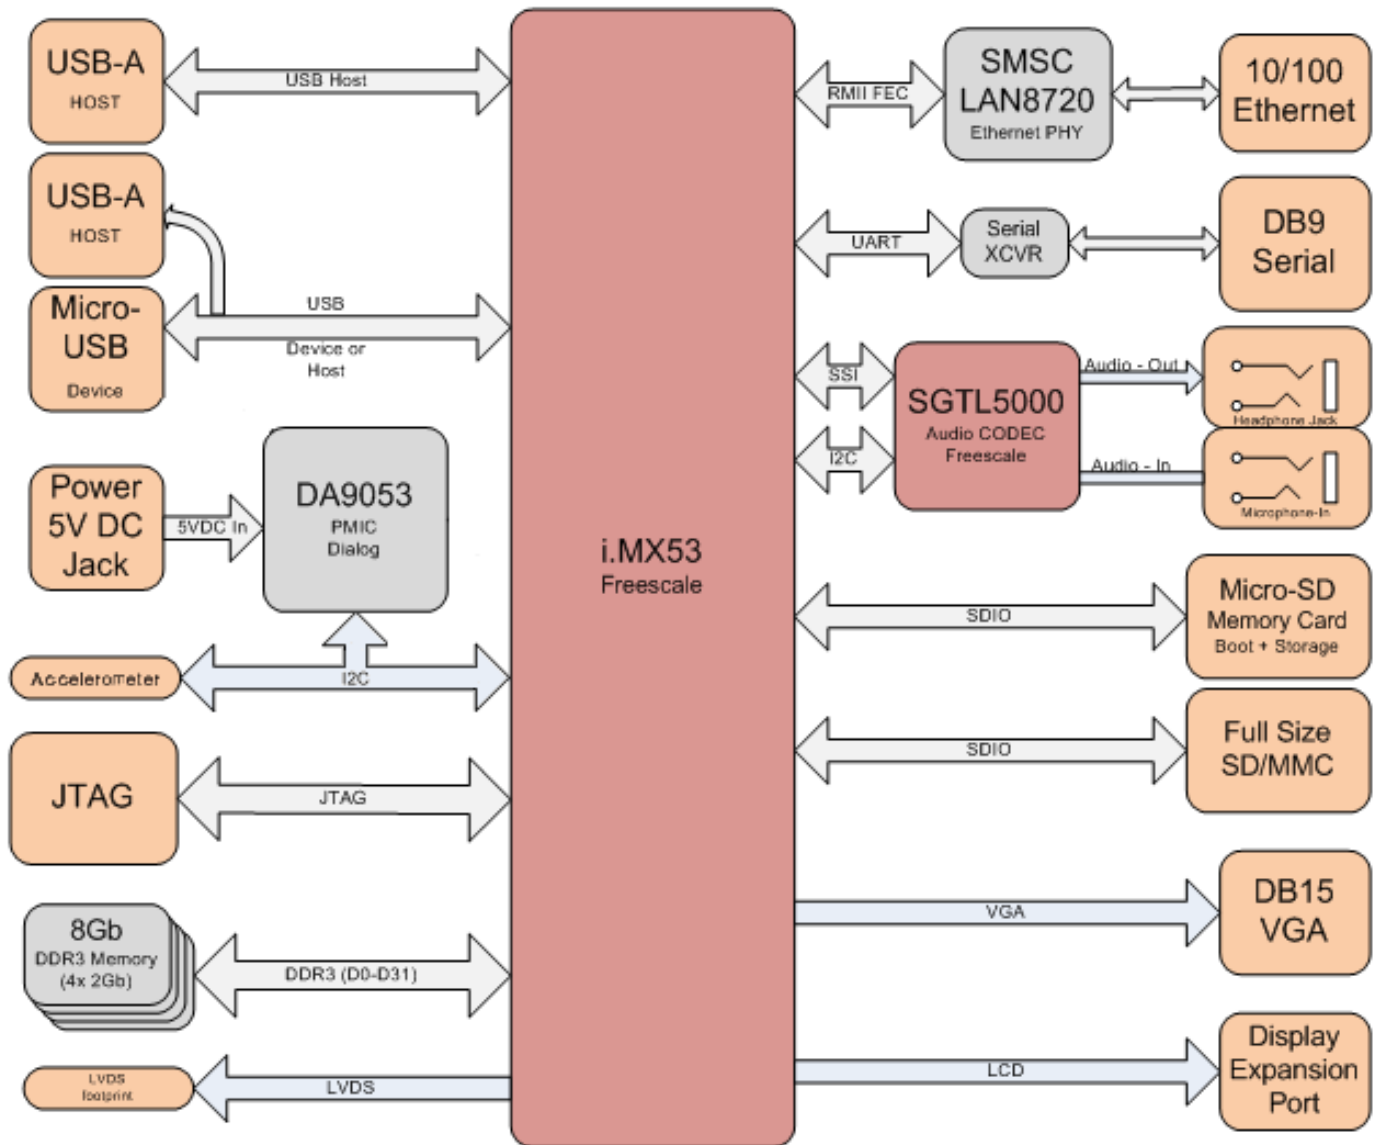 USB-A
HOST
USB Host
USB-A
HOST
Micro-
USB
Device
USB
Device or
Host
Power
5V DC
Jack
5VDC In
DA9053
PMIC
Dialog
Accelerometer
I2C
JTAG
JTAG
8Gb
DDR3 Memory
(4x 2Gb)
DDR3 (D0-D31)
LVDS
footprint
LVDS
i.MX53
Freescale
RMII FEC
SMSC
LAN8720
Ethernet PHY
10/100
Ethernet
UART
Serial
XCVR
DB9
Serial
SSI
I2C
SGTL5000
Audio CODEC
Freescale
Audio - Out
Headphone Jack
Audio - In
Microphone-In
SDIO
Micro-SD
Memory Card
Boot + Storage
SDIO
Full Size
SD/MMC
VGA
DB15
VGA
LCD
Display
Expansion
Port